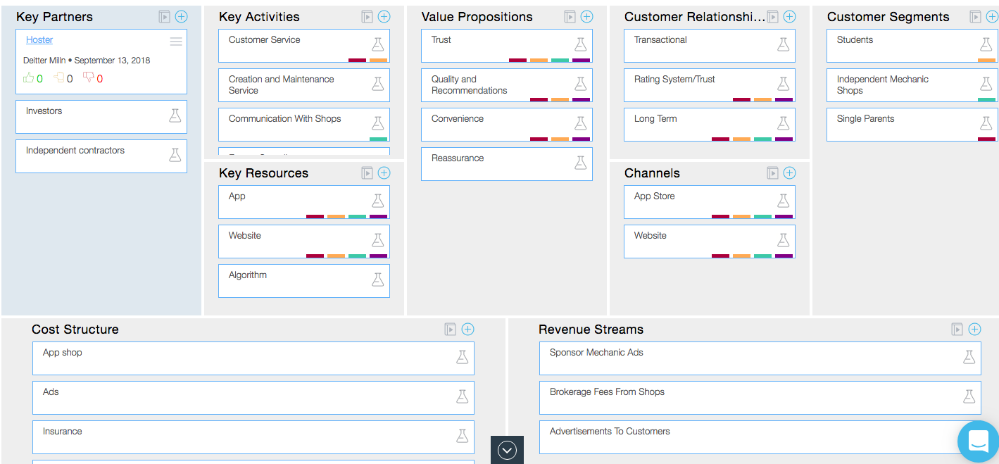 Key Partners
Hoster
Deitter Milln • September 13, 2018
0 0 0
Investors
Independent contractors
Key Activities
Customer Service
Creation and Maintenance
Service
Communication With Shops
Key Resources
App
Website
Algorithm
Value Propositions
Trust
Quality and
Recommendations
Convenience
Reassurance
Customer Relationshi...
Transactional
Rating System/Trust
Long Term
Channels
App Store
Website
Customer Segments
Students
Independent Mechanic
Shops
Single Parents
Cost Structure
App shop
Ads
Insurance
Revenue Streams
Sponsor Mechanic Ads
Brokerage Fees From Shops
Advertisements To Customers